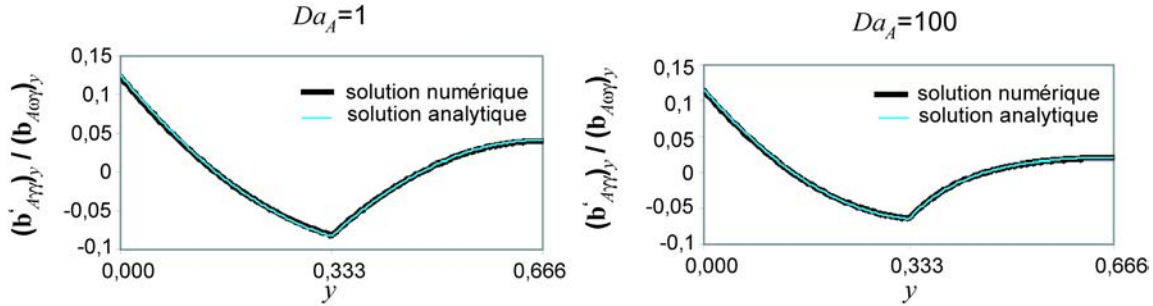 Da_A=1
0,15
0,1
0,05
0
-0,05
-0,1
(b'_Aγγ)_y / (b_Aωγ)_y
solution numérique
solution analytique
0,000
0,333
0,666
y
Da_A=100
0,15
0,1
0,05
0
-0,05
-0,1
(b'_Aγγ)_y / (b_Aωγ)_y
solution numérique
solution analytique
0,000
0,333
0,666
y